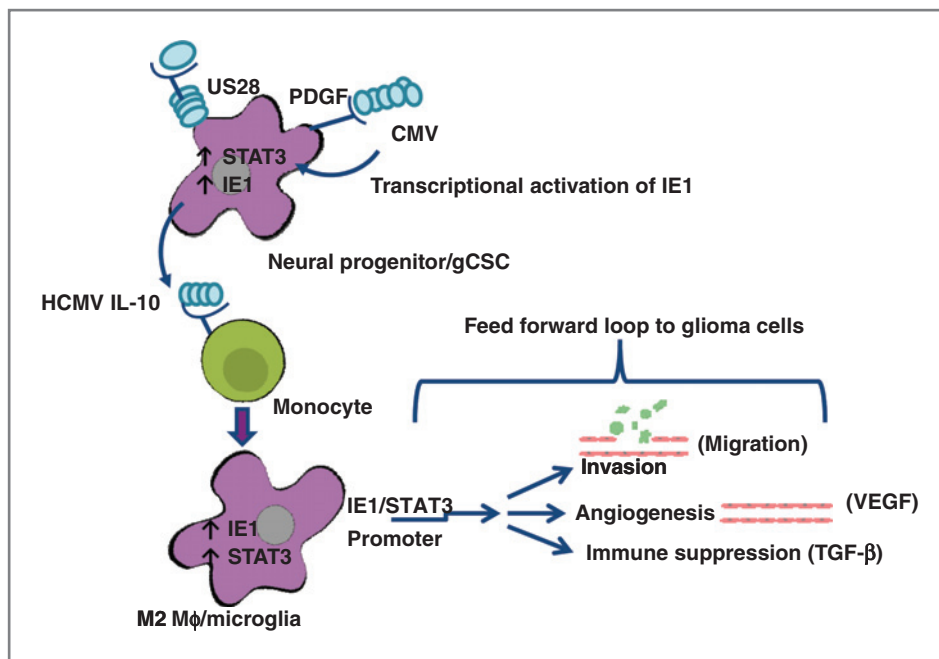 US28
PDGF
CMV
↑ STAT3
↑ IE1
Transcriptional activation of IE1
Neural progenitor/gCSC
HCMV IL-10
Monocyte
Feed forward loop to glioma cells
(Migration)
Invasion
IE1/STAT3
Promoter
Angiogenesis
(VEGF)
Immune suppression (TGF-β)
↑ IE1
↑ STAT3
M2 Mϕ/microglia